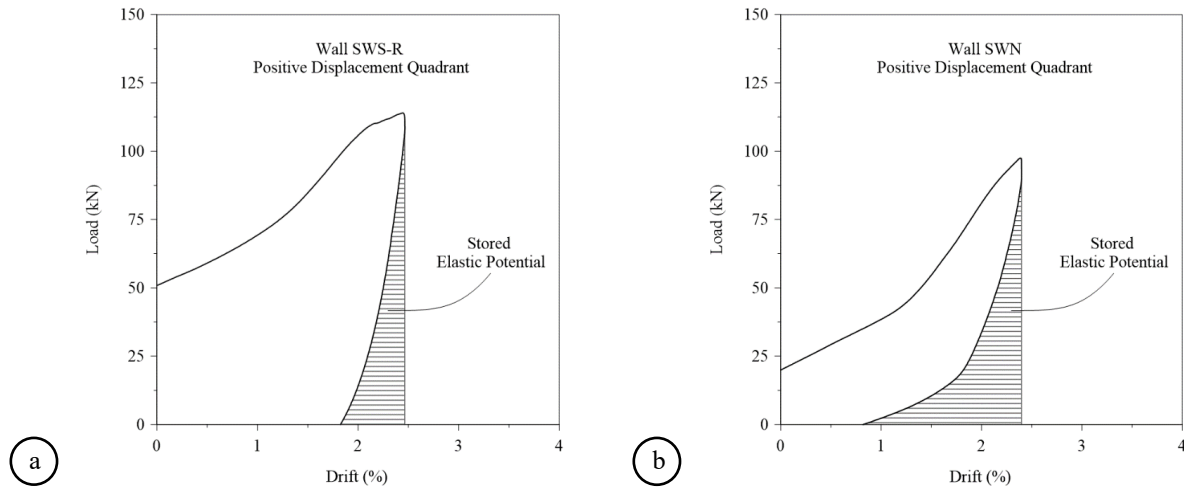 150
125
100
75
50
25
0
Load (kN)
Wall SWS-R
Positive Displacement Quadrant
Stored
Elastic Potential
0 1 2 3 4
Drift (%)
a
150
125
100
75
50
25
0
Load (kN)
Wall SWN
Positive Displacement Quadrant
Stored
Elastic Potential
0 1 2 3 4
Drift (%)
b